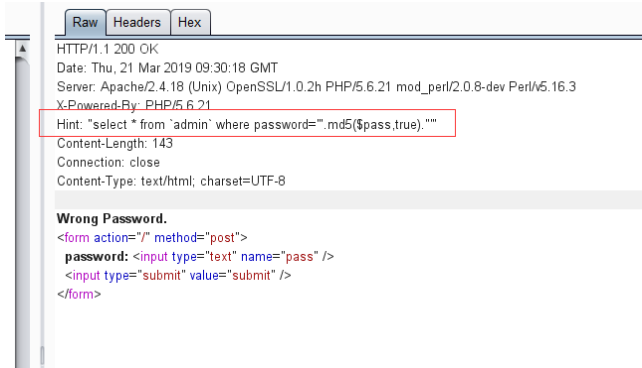 Raw Headers Hex
HTTP/1.1 200 OK
Date: Thu, 21 Mar 2019 09:30:18 GMT
Server: Apache/2.4.18 (Unix) OpenSSL/1.0.2h PHP/5.6.21 mod_perl/2.0.8-dev Perl/v5.16.3
X-Powered-By: PHP/5.6.21
Hint: "select * from `admin` where password='".md5($pass,true)."'"
Content-Length: 143
Connection: close
Content-Type: text/html; charset=UTF-8
Wrong Password.
<form action="/" method="post">
password: <input type="text" name="pass" />
<input type="submit" value="submit" />
</form>